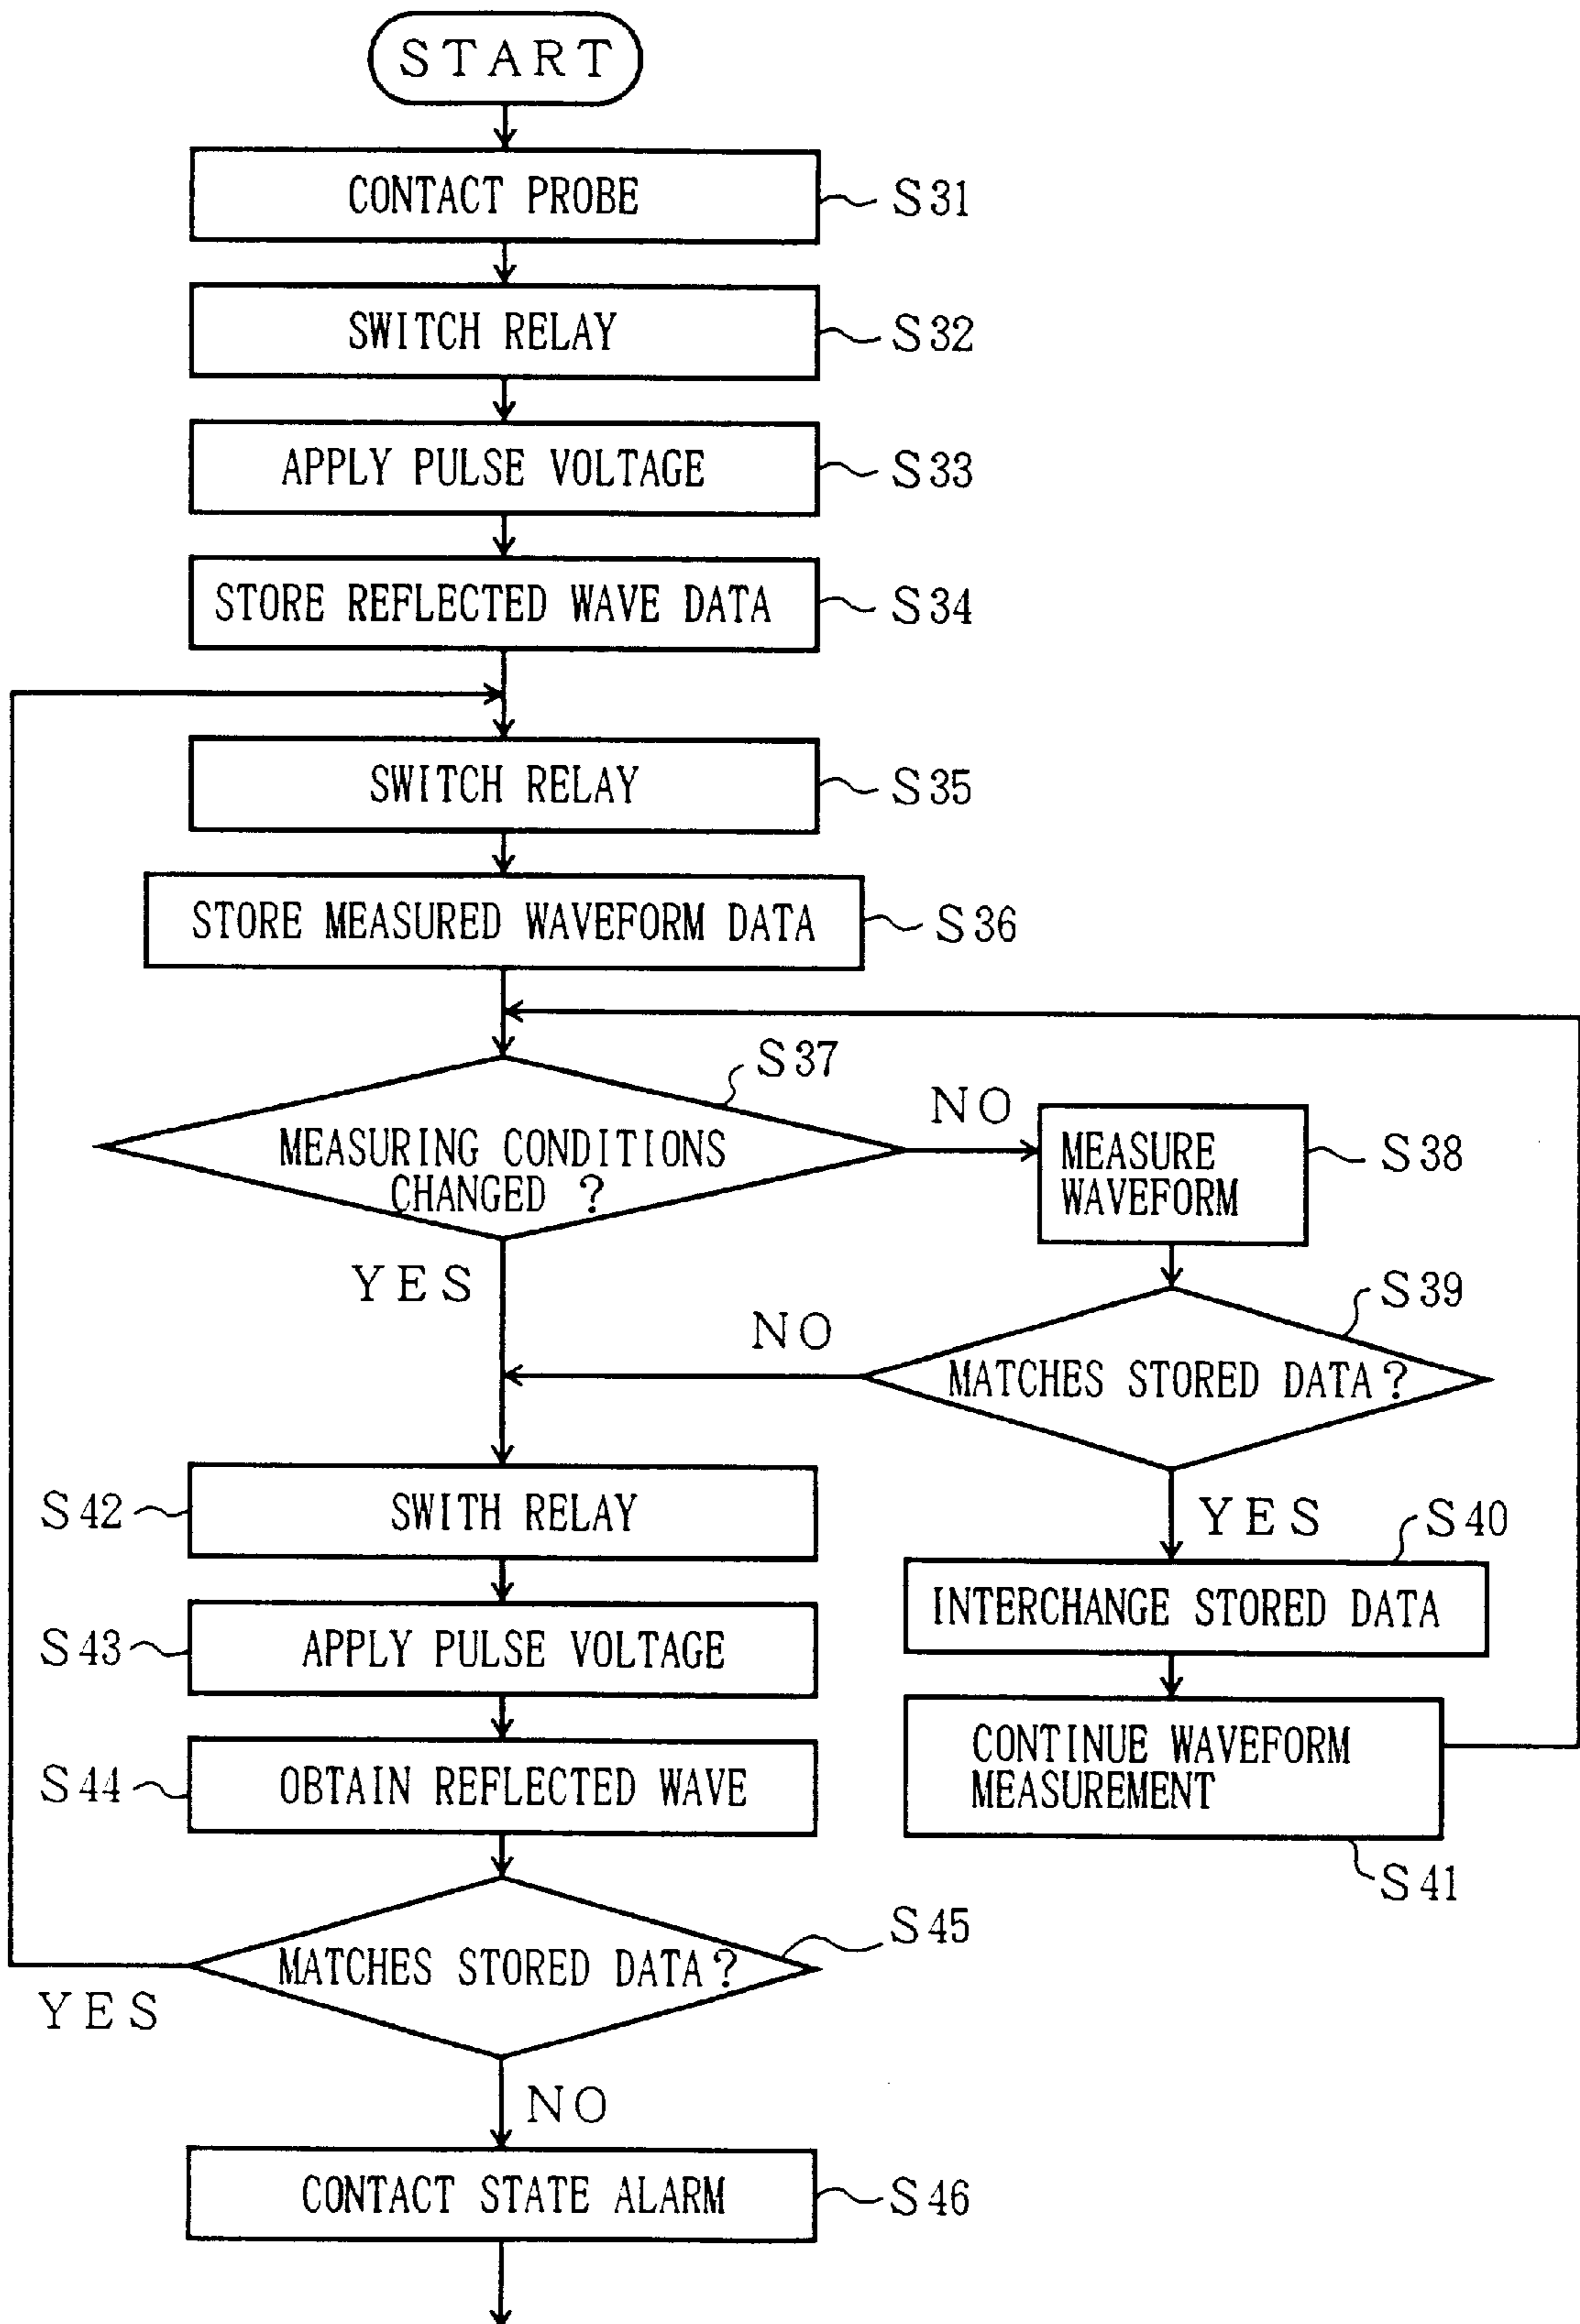 START
CONTACT PROBE
S31
SWITCH RELAY
S32
APPLY PULSE VOLTAGE
S33
STORE REFLECTED WAVE DATA
S34
SWITCH RELAY
S35
STORE MEASURED WAVEFORM DATA
S36
S37
MEASURING CONDITIONS
CHANGED ?
NO
MEASURE
WAVEFORM
S38
YES
S39
NO
MATCHES STORED DATA?
YES
S40
INTERCHANGE STORED DATA
CONTINUE WAVEFORM
MEASUREMENT
S41
S42
SWITH RELAY
S43
APPLY PULSE VOLTAGE
S44
OBTAIN REFLECTED WAVE
S45
MATCHES STORED DATA?
YES
NO
CONTACT STATE ALARM
S46